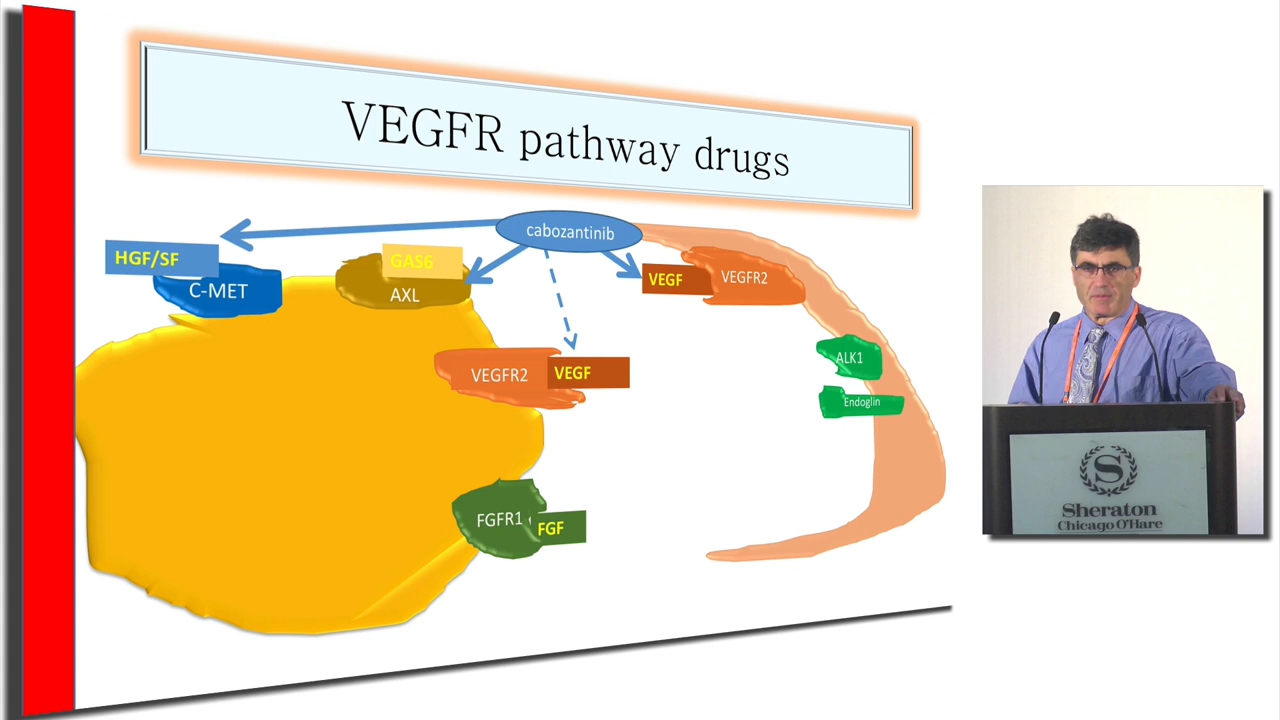 VEGFR pathway drugs
cabozantinib
HGF/SF
C-MET
GAS6
AXL
VEGF
VEGFR2
VEGFR2
VEGF
ALK1
Endoglin
FGFR1
FGF
S
Sheraton
Chicago O'Hare